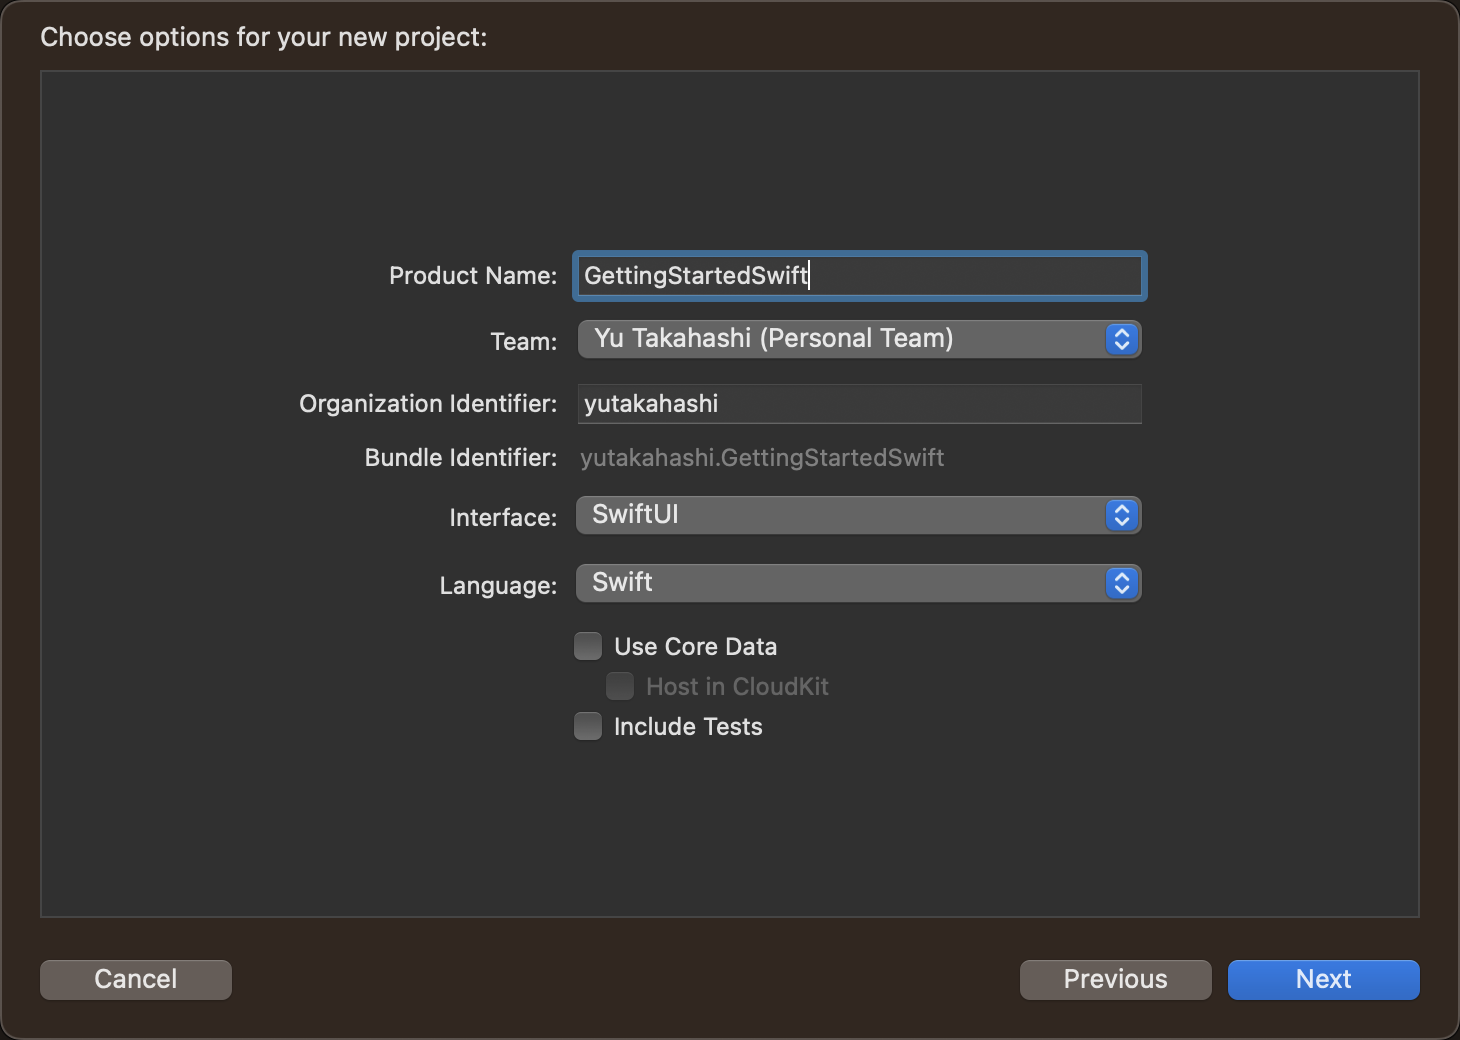 Choose options for your new project:
Product Name: GettingStartedSwift
Team: Yu Takahashi (Personal Team)
Organization Identifier: yutakahashi
Bundle Identifier: yutakahashi.GettingStartedSwift
Interface: SwiftUI
Language: Swift
Use Core Data
Host in CloudKit
Include Tests
Cancel Previous Next